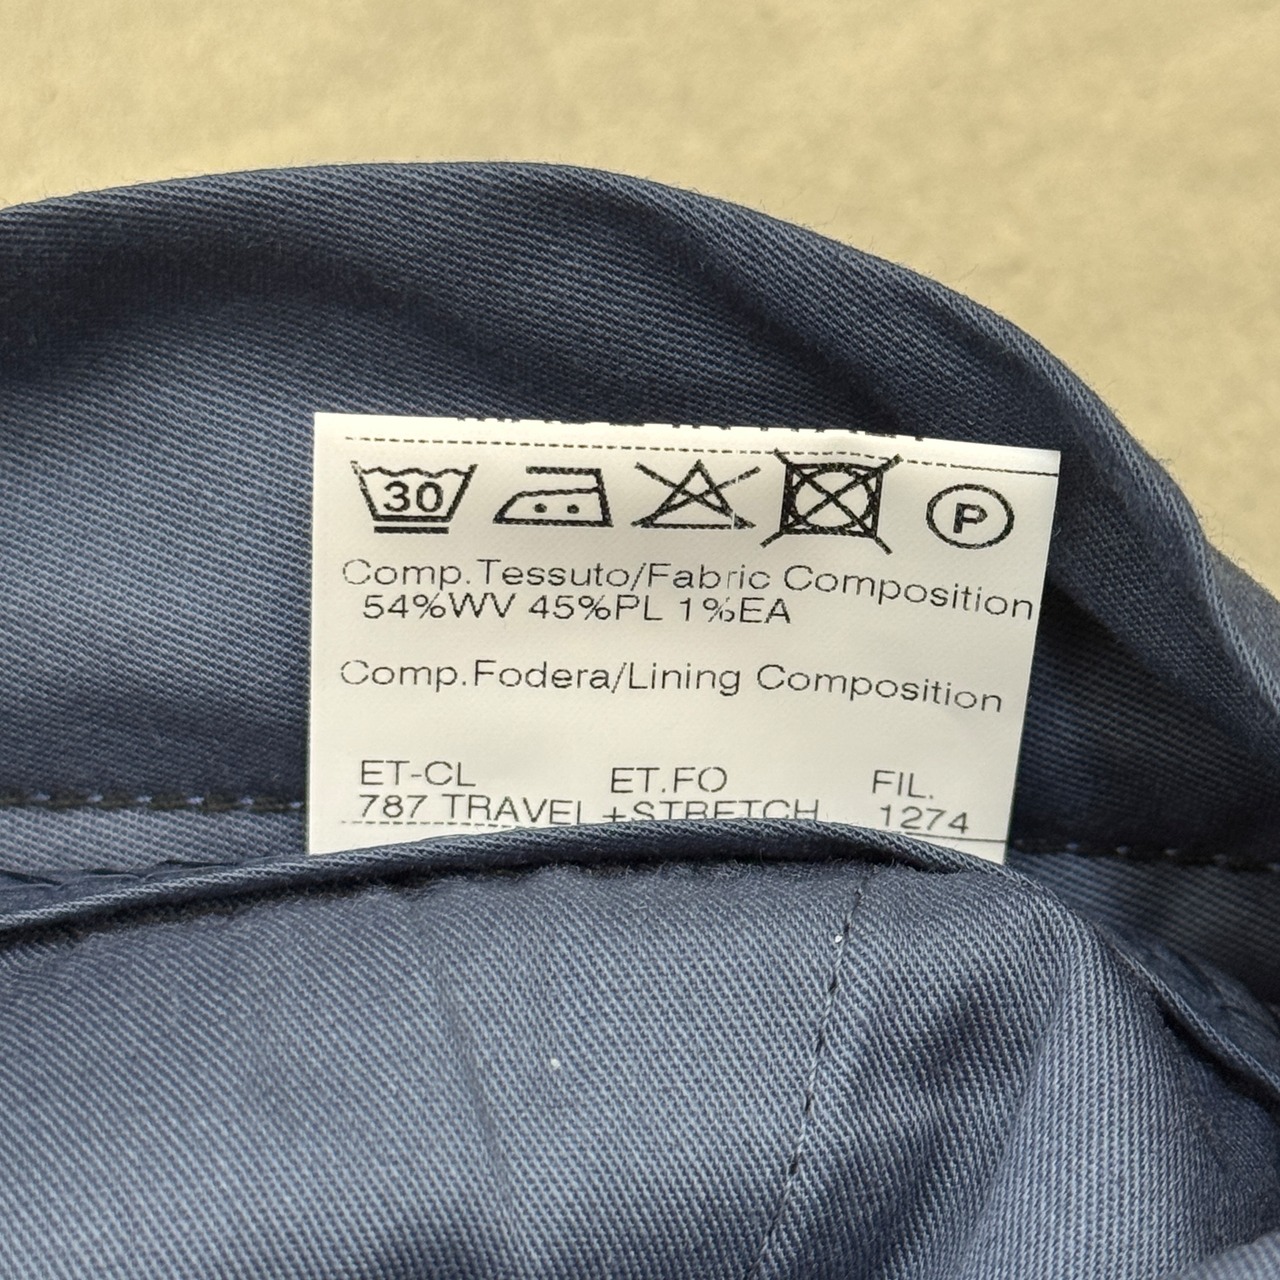 30
P
Comp.Tessuto/Fabric Composition
54%WV 45%PL 1%EA
Comp.Fodera/Lining Composition
ET-CL ET.FO FIL.
787 TRAVEL +STRETCH 1274